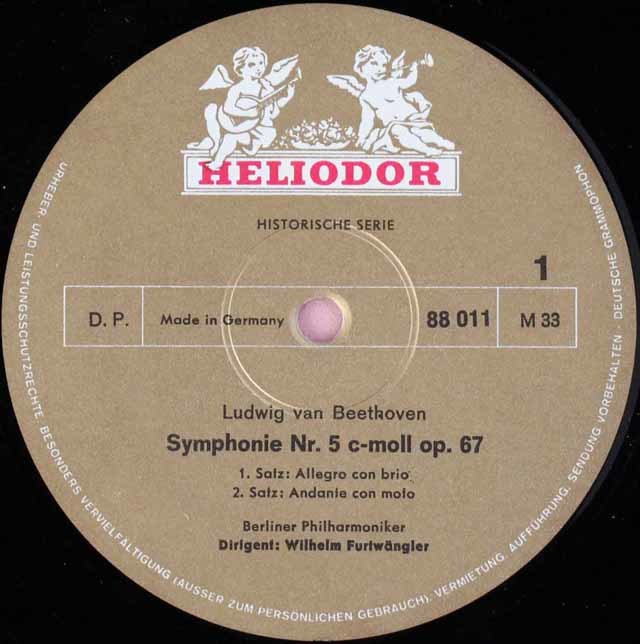 HELIODOR
HISTORISCHE SERIE
1
D. P. Made in Germany 88 011 M 33
Ludwig van Beethoven
Symphonie Nr. 5 c-moll op. 67
1. Satz: Allegro con brio
2. Satz: Andante con moto
Berliner Philharmoniker
Dirigent: Wilhelm Furtwängler
URHEBER- UND LEISTUNGSSCHUTZRECHTE, BESONDERS VERVIELFÄLTIGUNG (AUSSER ZUM PERSÖNLICHEN GEBRAUCH), VERMIETUNG, AUFFÜHRUNG, SENDUNG VORBEHALTEN · DEUTSCHE GRAMMOPHON